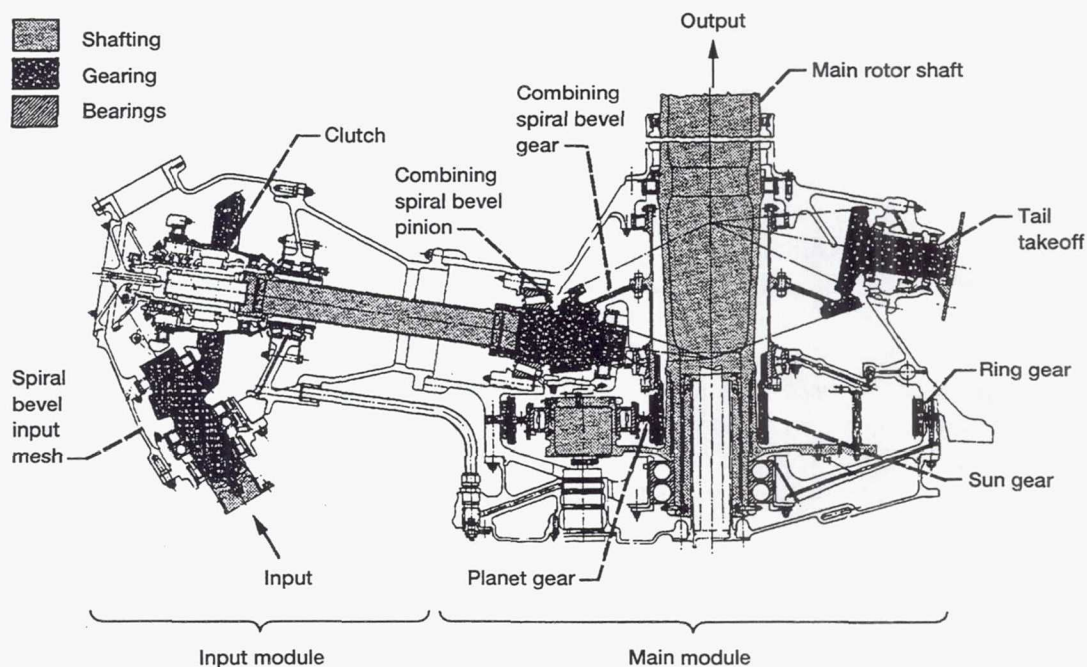 Shafting
Gearing
Bearings
Output
Main rotor shaft
Combining
spiral bevel
gear
Clutch
Combining
spiral bevel
pinion
Tail
takeoff
Spiral
bevel
input
mesh
Ring gear
Sun gear
Input
Planet gear
Input module
Main module